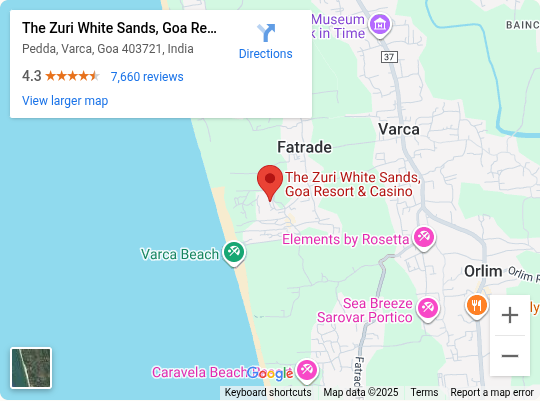 The Zuri White Sands, Goa Re...
Pedda, Varca, Goa 403721, India
4.3
7,660 reviews
View larger map
Directions
Museum
k in Time
37
BAINC
Varca
Fatrade
The Zuri White Sands,
Goa Resort & Casino
Elements by Rosetta
Varca Beach
Orlim
Orlim R
Sea Breeze
Sarovar Portico
ly
Caravela Beach
Google
Fatrade
Keyboard shortcuts
Map data ©2025
Terms
Report a map error